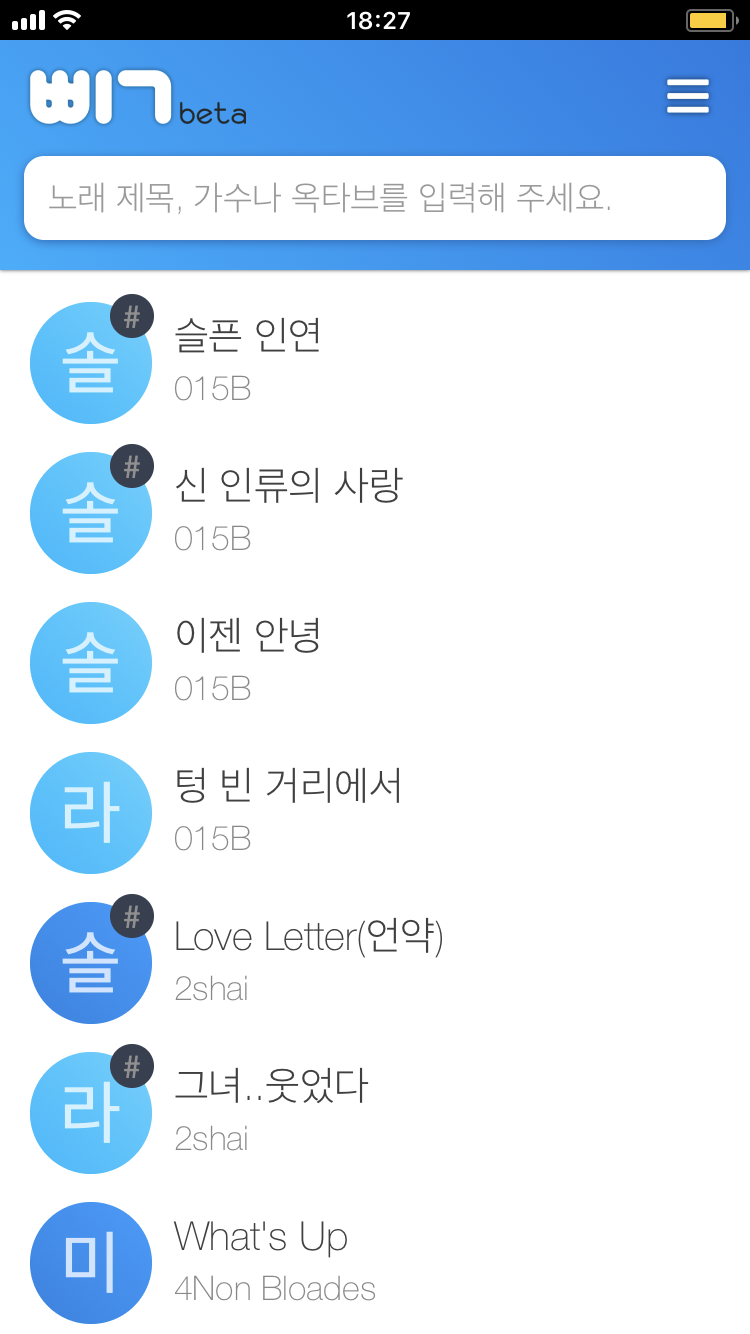 18:27
쀠ㄱ beta
노래 제목, 가수나 옥타브를 입력해 주세요.
솔 #
슬픈 인연
015B
솔 #
신 인류의 사랑
015B
솔
이젠 안녕
015B
라
텅 빈 거리에서
015B
솔 #
Love Letter(언약)
2shai
라 #
그녀..웃었다
2shai
미
What's Up
4Non Bloades